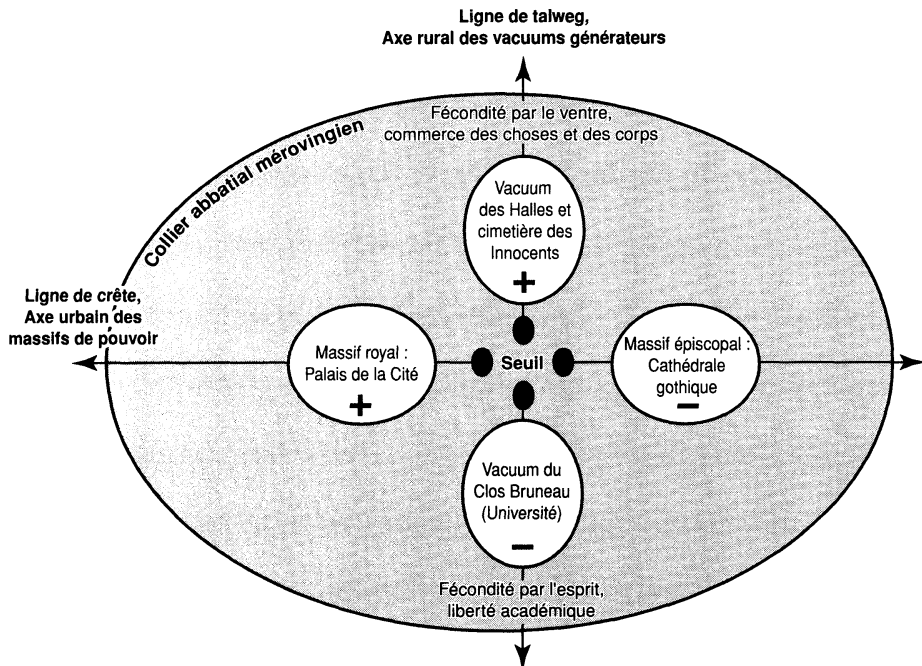 Ligne de talweg,
Axe rural des vacuums générateurs
Fécondité par le ventre,
commerce des choses et des corps
Collier abbatial mérovingien
Vacuum
des Halles et
cimetière des
Innocents
+
Ligne de crête,
Axe urbain des
massifs de pouvoir
Massif royal :
Palais de la Cité
+
Seuil
Massif épiscopal :
Cathédrale
gothique
−
Vacuum du
Clos Bruneau
(Université)
−
Fécondité par l'esprit,
liberté académique